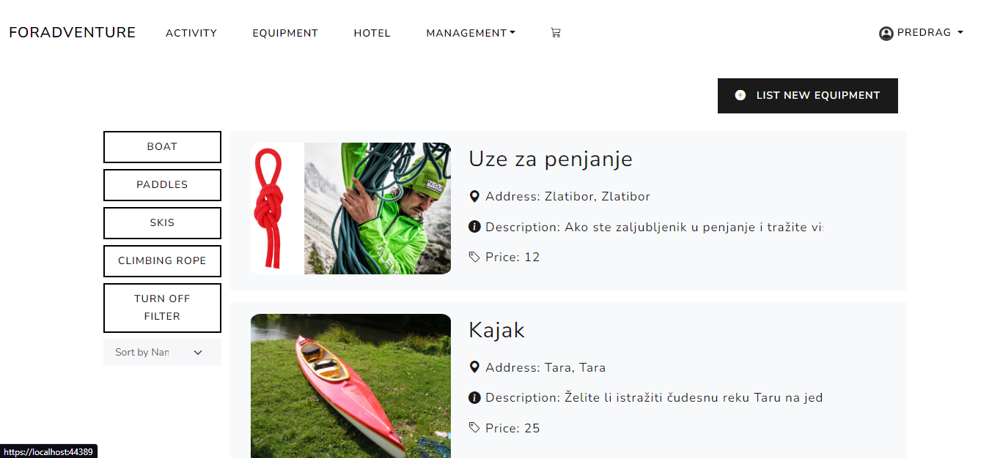 FORADVENTURE ACTIVITY EQUIPMENT HOTEL MANAGEMENT PREDRAG
LIST NEW EQUIPMENT
BOAT
PADDLES
SKIS
CLIMBING ROPE
TURN OFF
FILTER
Sort by
Uze za penjanje
Address: Zlatibor, Zlatibor
Description: Ako ste zaljubljenik u penjanje i tražite
Price: 12
Kajak
Address: Tara, Tara
Description: Želite li istražiti čudesnu reku Taru na jed
Price: 25
https://localhost:44389